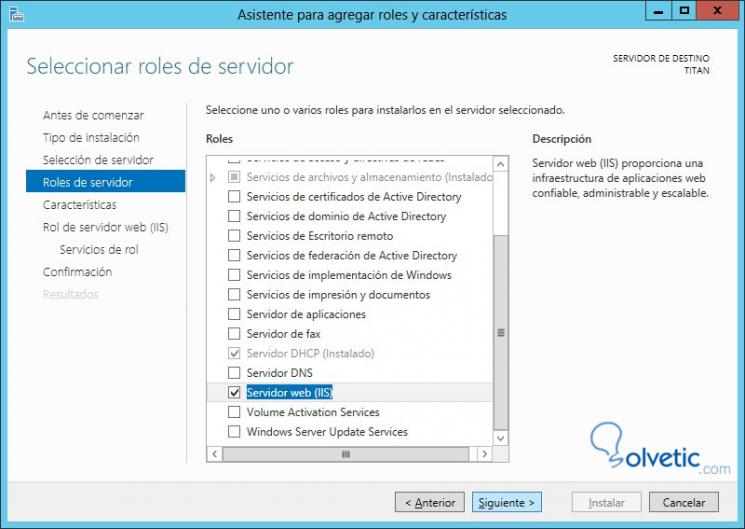 Asistente para agregar roles y características
Seleccionar roles de servidor
SERVIDOR DE DESTINO
TITAN
Antes de comenzar
Tipo de instalación
Selección de servidor
Roles de servidor
Características
Rol de servidor web (IIS)
Servicios de rol
Confirmación
Resultados
Seleccione uno o varios roles para instalarlos en el servidor seleccionado.
Roles
Servicios de acceso y directivas de redes
Servicios de archivos y almacenamiento (Instalado
Servicios de certificados de Active Directory
Servicios de dominio de Active Directory
Servicios de Escritorio remoto
Servicios de federación de Active Directory
Servicios de implementación de Windows
Servicios de impresión y documentos
Servidor de aplicaciones
Servidor de fax
Servidor DHCP (Instalado)
Servidor DNS
Servidor web (IIS)
Volume Activation Services
Windows Server Update Services
Descripción
Servidor web (IIS) proporciona una
infraestructura de aplicaciones web
confiable, administrable y escalable.
Solvetic.com
< Anterior
Siguiente >
Instalar
Cancelar